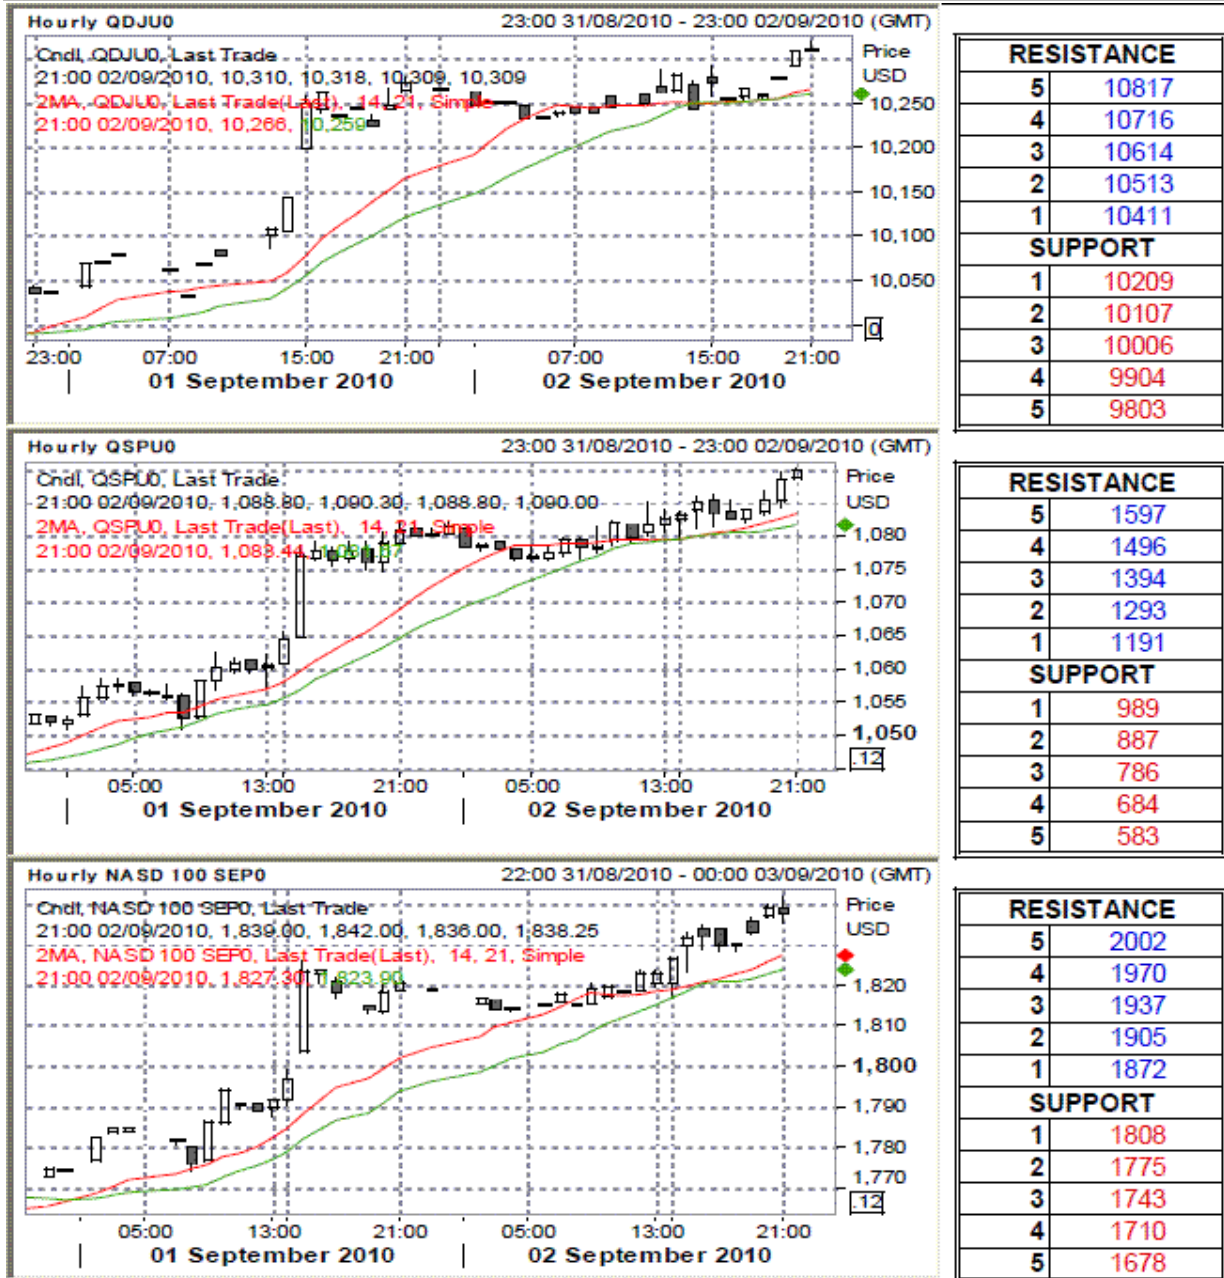 Hourly QDJU0 23:00 31/08/2010 - 23:00 02/09/2010 (GMT)
Cndl, QDJU0, Last Trade
21:00 02/09/2010, 10,310, 10,318, 10,309, 10,309
2MA, QDJU0, Last Trade(Last), 14, 21, Simple
21:00 02/09/2010, 10,266, 10,259
Price
USD
10,250
10,200
10,150
10,100
10,050
0
23:00 07:00 15:00 21:00 07:00 15:00 21:00
01 September 2010 02 September 2010
RESISTANCE
5 10817
4 10716
3 10614
2 10513
1 10411
SUPPORT
1 10209
2 10107
3 10006
4 9904
5 9803
Hourly QSPU0 23:00 31/08/2010 - 23:00 02/09/2010 (GMT)
Cndl, QSPU0, Last Trade
21:00 02/09/2010, 1,088.80, 1,090.30, 1,088.80, 1,090.00
2MA, QSPU0, Last Trade(Last), 14, 21, Simple
21:00 02/09/2010, 1,083.44,
Price
USD
1,080
1,075
1,070
1,065
1,060
1,055
1,050
.12
05:00 13:00 21:00 05:00 13:00 21:00
01 September 2010 02 September 2010
RESISTANCE
5 1597
4 1496
3 1394
2 1293
1 1191
SUPPORT
1 989
2 887
3 786
4 684
5 583
Hourly NASD 100 SEP0 22:00 31/08/2010 - 00:00 03/09/2010 (GMT)
Cndl, NASD 100 SEP0, Last Trade
21:00 02/09/2010, 1,839.00, 1,842.00, 1,836.00, 1,838.25
2MA, NASD 100 SEP0, Last Trade(Last), 14, 21, Simple
21:00 02/09/2010, 1,827.30, 1,823.90
Price
USD
1,820
1,810
1,800
1,790
1,780
1,770
.12
05:00 13:00 21:00 05:00 13:00 21:00
01 September 2010 02 September 2010
RESISTANCE
5 2002
4 1970
3 1937
2 1905
1 1872
SUPPORT
1 1808
2 1775
3 1743
4 1710
5 1678